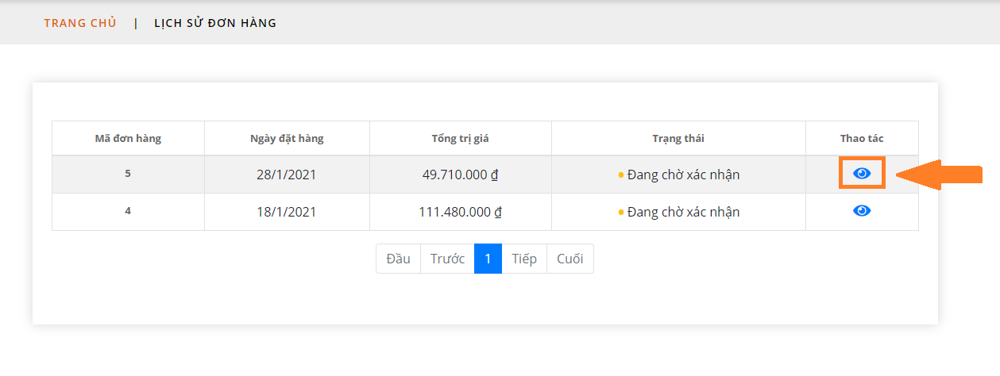 TRANG CHỦ | LỊCH SỬ ĐƠN HÀNG
Mã đơn hàng Ngày đặt hàng Tổng trị giá Trạng thái Thao tác
5 28/1/2021 49.710.000 ₫ Đang chờ xác nhận
4 18/1/2021 111.480.000 ₫ Đang chờ xác nhận
Đầu Trước 1 Tiếp Cuối